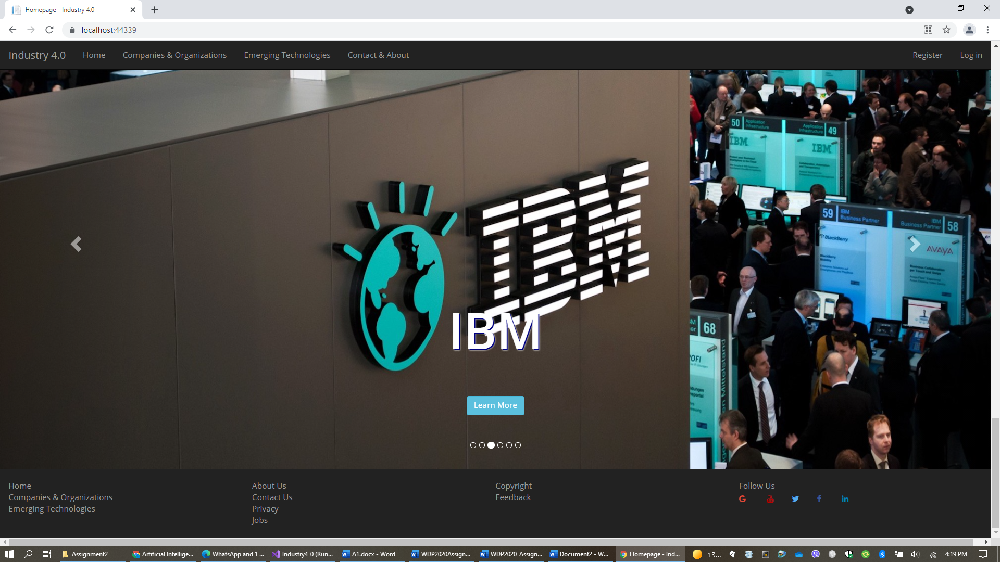 Homepage - Industry 4.0
localhost:44339
Industry 4.0 Home Companies & Organizations Emerging Technologies Contact & About Register Log in
50 Application Infrastructure
Application Infrastructure 49
IBM
IBM
59 IBM Business Partner
IBM Business Partner 58
BlackBerry
AVAYA
BlackBerry
Mobility
Business Collaboration
68
IBM
IBM
Learn More
Home
Companies & Organizations
Emerging Technologies
About Us
Contact Us
Privacy
Jobs
Copyright
Feedback
Follow Us
Assignment2 Artificial Intellige... WhatsApp and 1 ... Industry4_0 (Run... A1.docx - Word WDP2020Assign... WDP2020_Assign... Document2 - W... Homepage - Ind... 13... 4:19 PM